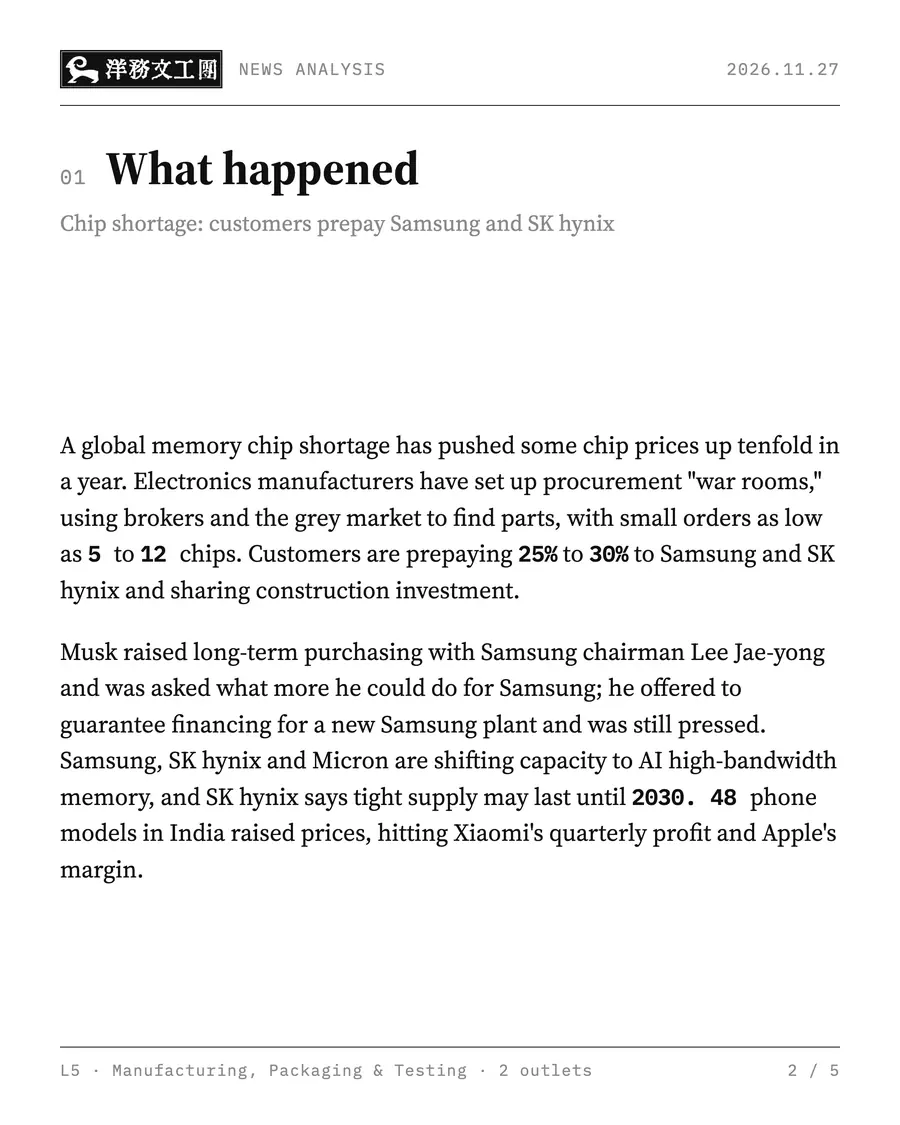 洋務文工團 NEWS ANALYSIS 2026.11.27
01 What happened
Chip shortage: customers prepay Samsung and SK hynix
A global memory chip shortage has pushed some chip prices up tenfold in
a year. Electronics manufacturers have set up procurement "war rooms,"
using brokers and the grey market to find parts, with small orders as low
as 5 to 12 chips. Customers are prepaying 25% to 30% to Samsung and SK
hynix and sharing construction investment.
Musk raised long-term purchasing with Samsung chairman Lee Jae-yong
and was asked what more he could do for Samsung; he offered to
guarantee financing for a new Samsung plant and was still pressed.
Samsung, SK hynix and Micron are shifting capacity to AI high-bandwidth
memory, and SK hynix says tight supply may last until 2030. 48 phone
models in India raised prices, hitting Xiaomi's quarterly profit and Apple's
margin.
L5 · Manufacturing, Packaging & Testing · 2 outlets 2 / 5